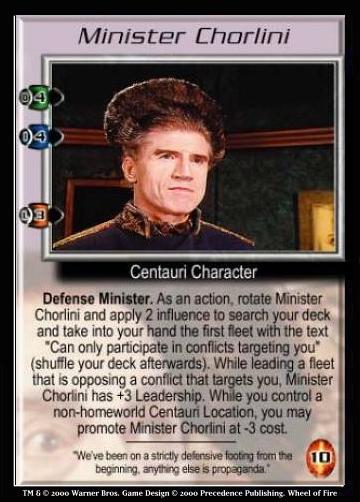 Minister Chorlini
4
4
3
Centauri Character
Defense Minister. As an action, rotate Minister
Chorlini and apply 2 influence to search your deck
and take into your hand the first fleet with the text
"Can only participate in conflicts targeting you"
(shuffle your deck afterwards). While leading a fleet
that is opposing a conflict that targets you, Minister
Chorlini has +3 Leadership. While you control a
non-homeworld Centauri Location, you may
promote Minister Chorlini at -3 cost.
"We've been on a strictly defensive footing from the
beginning, anything else is propaganda."
10
TM & © 2000 Warner Bros. Game Design © 2000 Precedence Publishing. Wheel of Fire